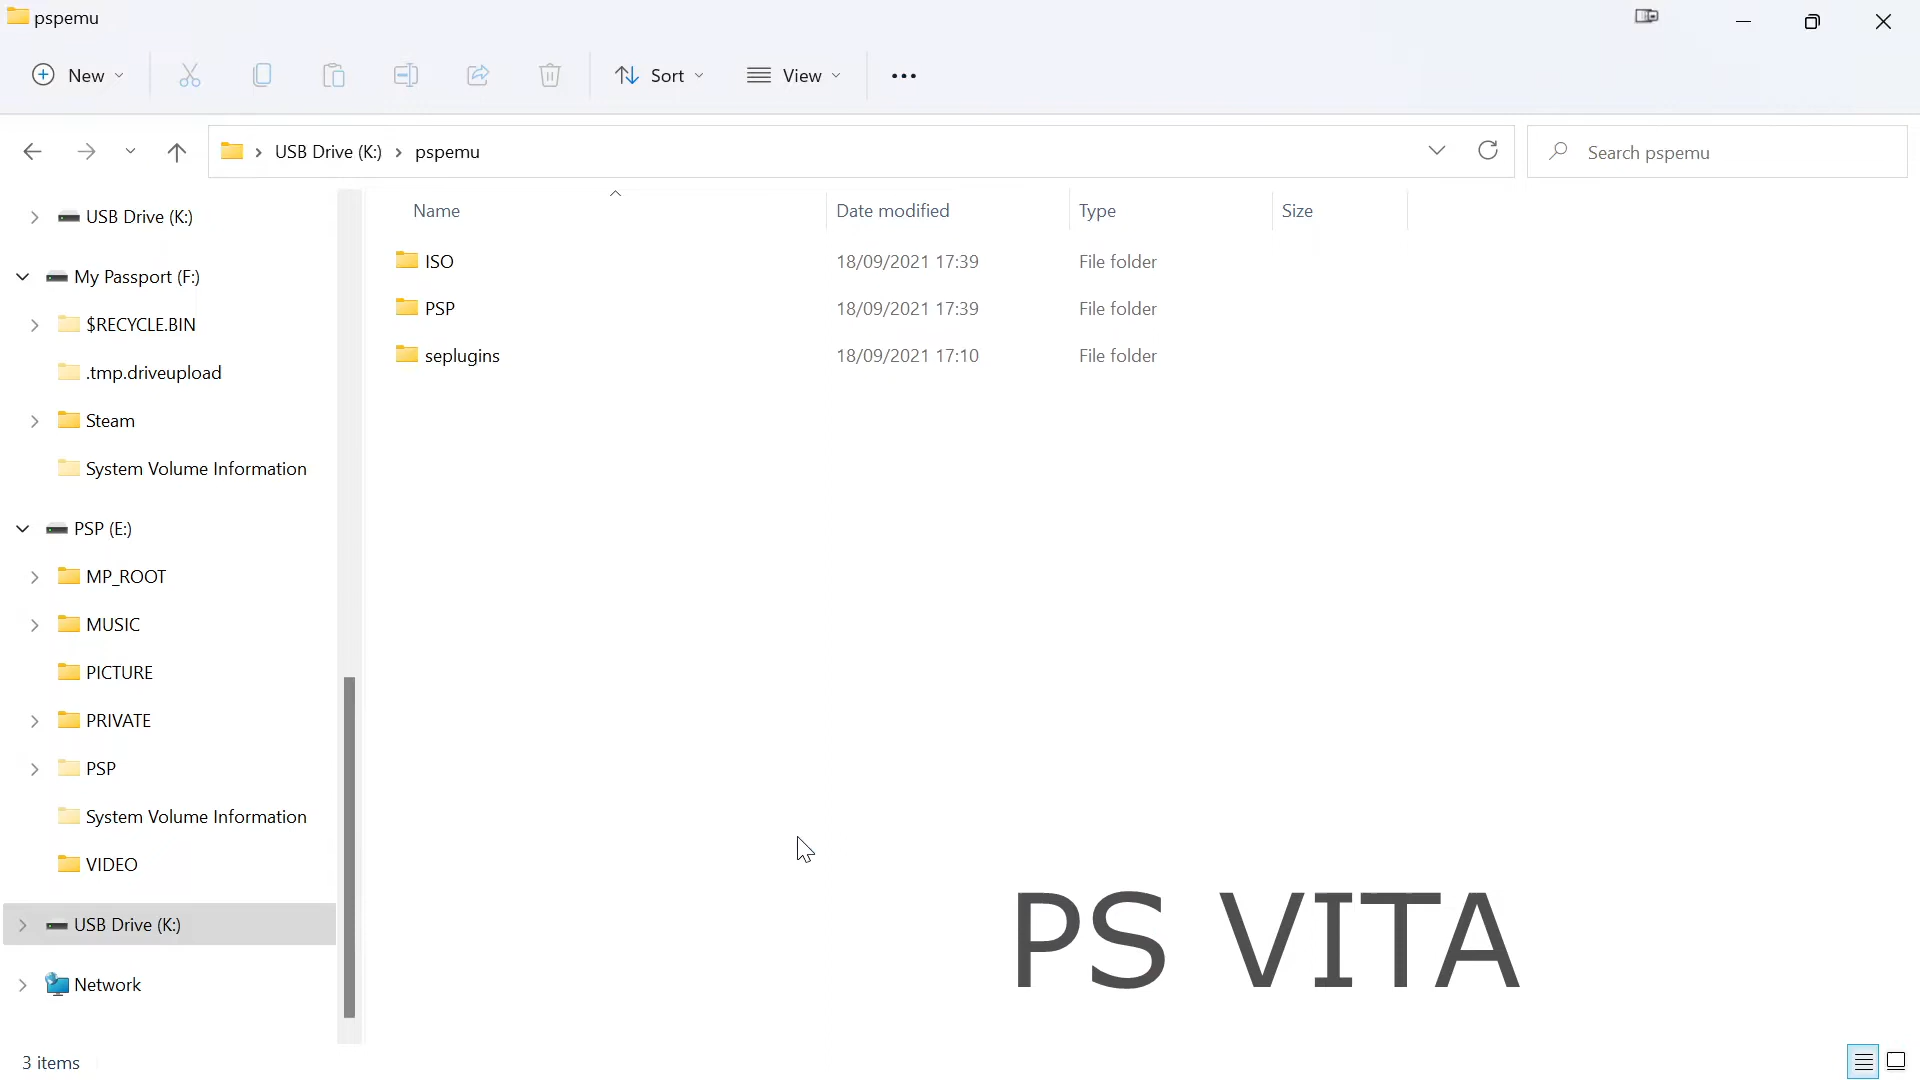 pspemu
New
Sort
View
USB Drive (K:) > pspemu
Search pspemu
USB Drive (K:)
My Passport (F:)
$RECYCLE.BIN
.tmp.driveupload
Steam
System Volume Information
PSP (E:)
MP_ROOT
MUSIC
PICTURE
PRIVATE
PSP
System Volume Information
VIDEO
USB Drive (K:)
Network
Name Date modified Type Size
ISO 18/09/2021 17:39 File folder
PSP 18/09/2021 17:39 File folder
seplugins 18/09/2021 17:10 File folder
PS VITA
3 items